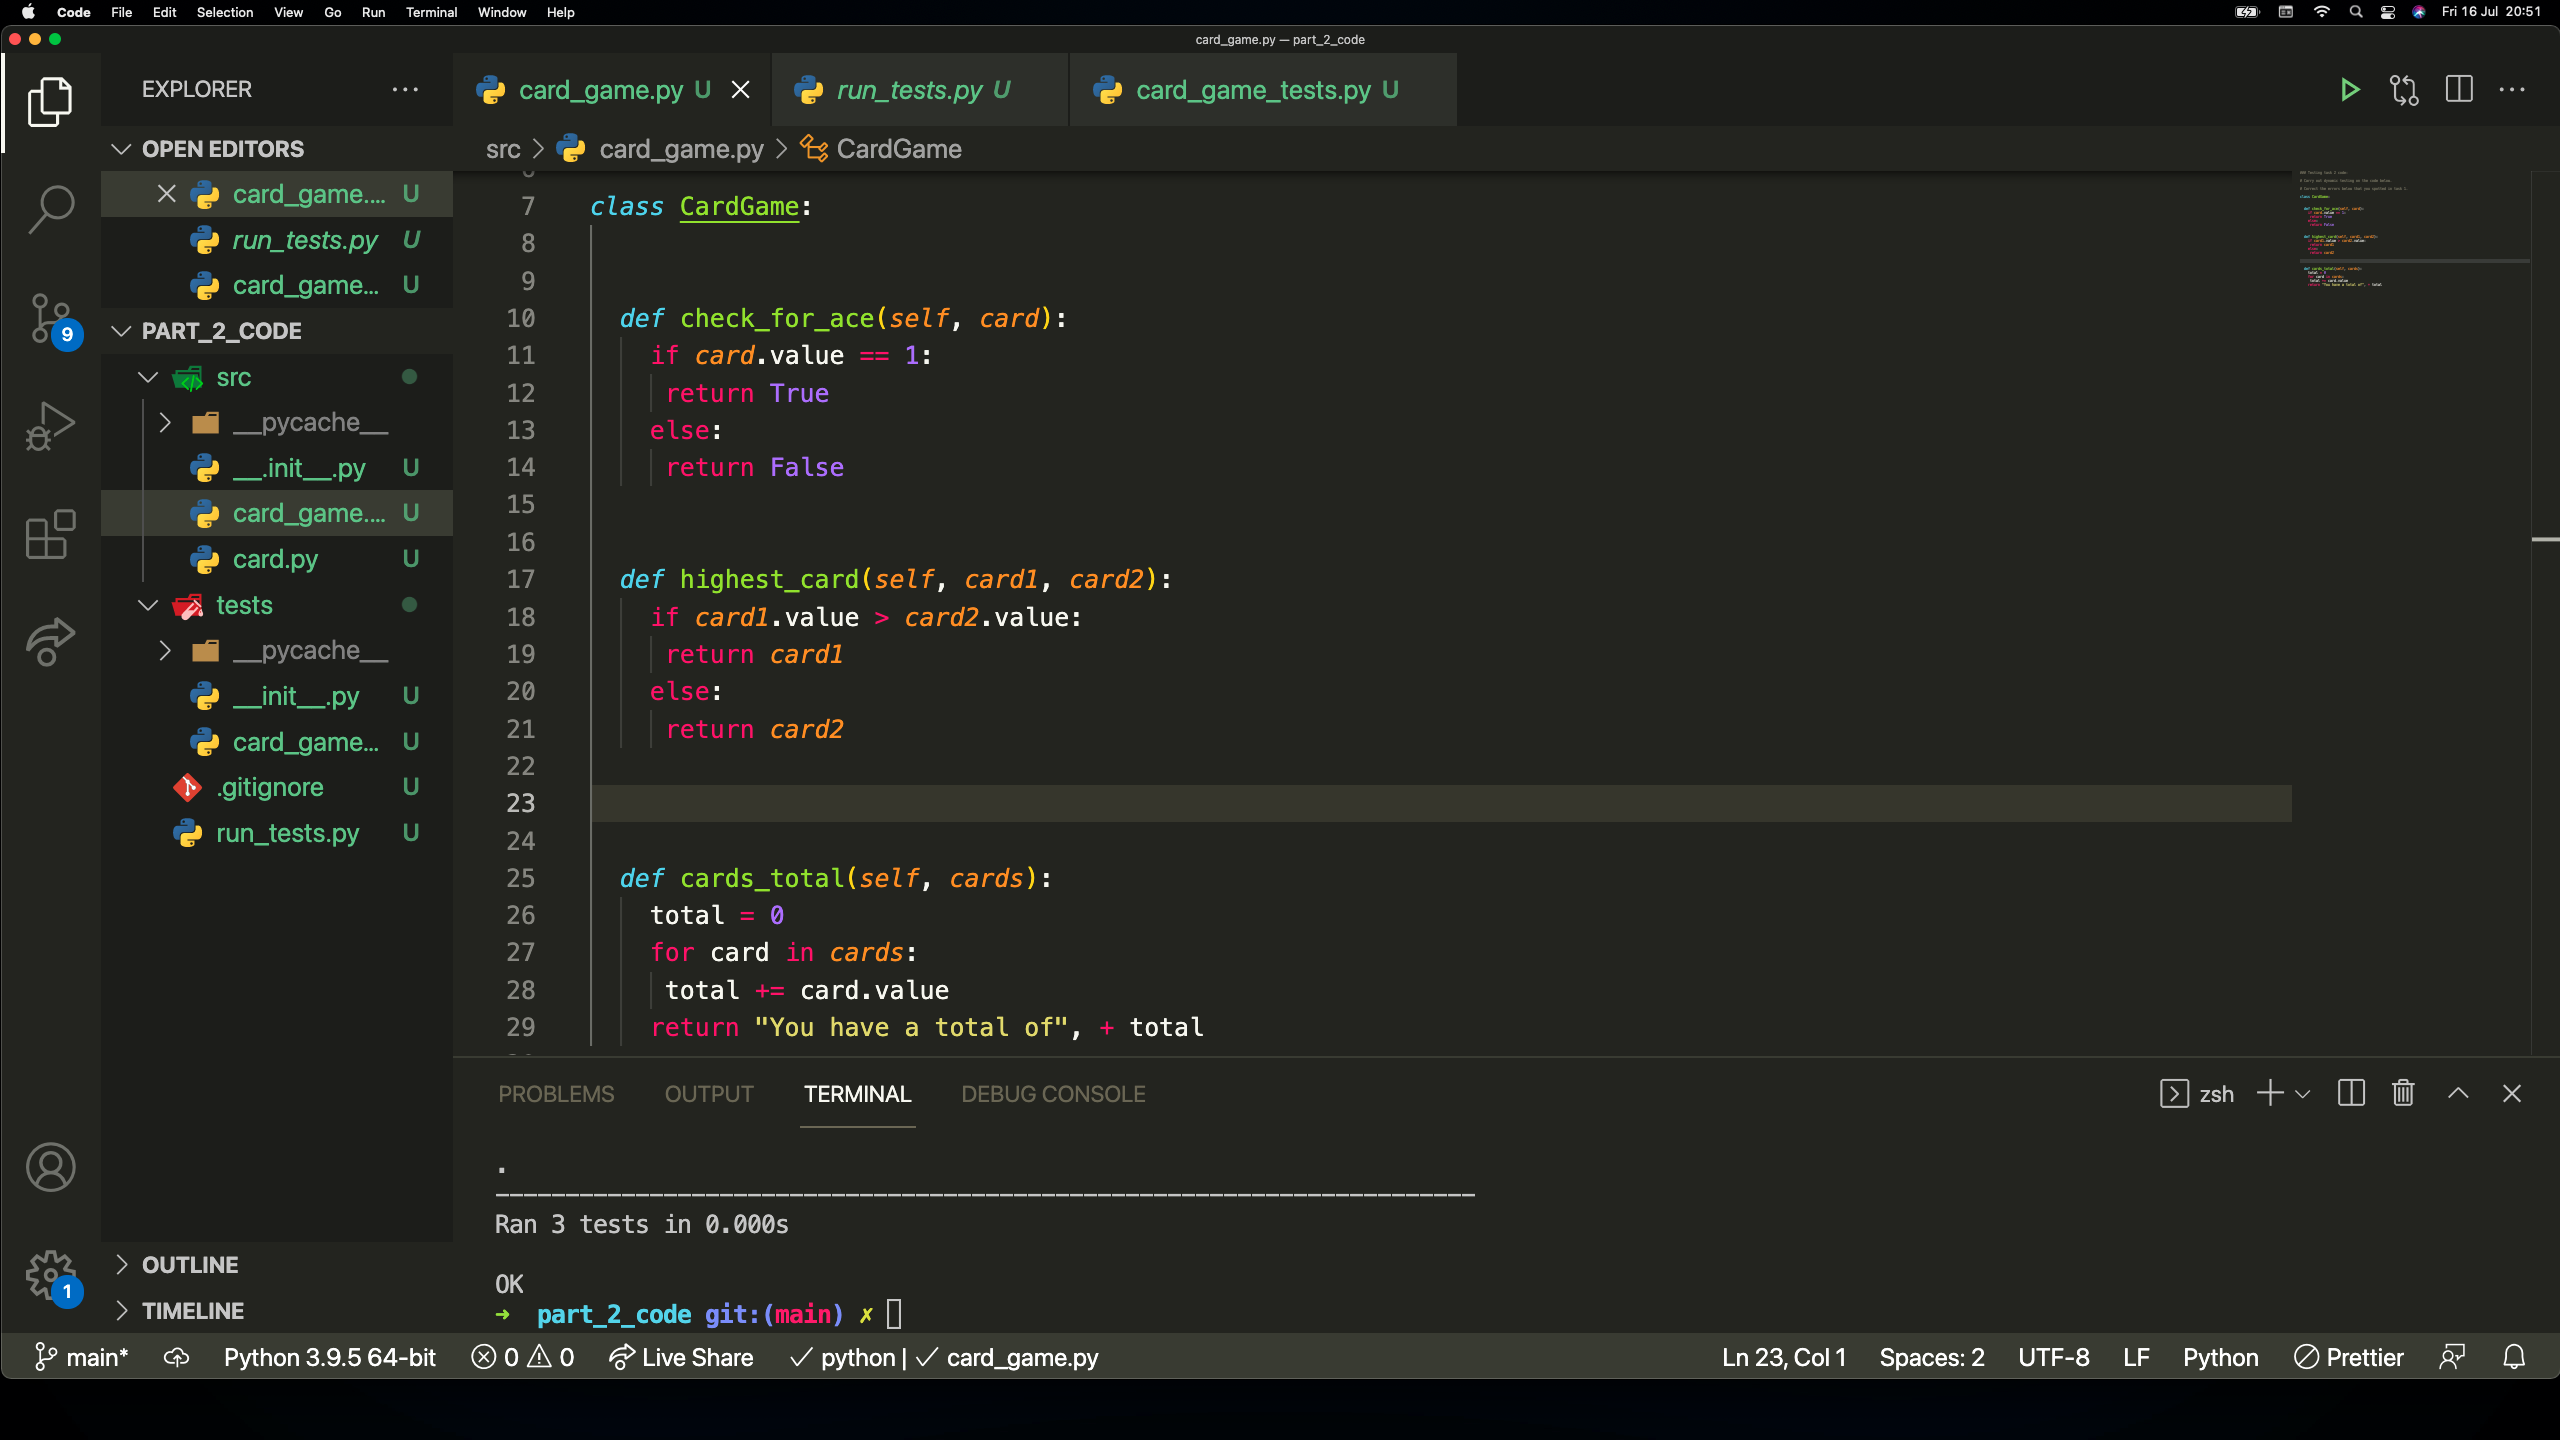 Code File Edit Selection View Go Run Terminal Window Help
Fri 16 Jul 20:51
card_game.py — part_2_code
EXPLORER
card_game.py U
run_tests.py U
card_game_tests.py U
OPEN EDITORS
src > card_game.py > CardGame
card_game.... U
run_tests.py U
card_game... U
PART_2_CODE
src
__pycache__
__.init__.py U
card_game.... U
card.py U
tests
__pycache__
__init__.py U
card_game... U
.gitignore U
run_tests.py U
9
1
OUTLINE
TIMELINE
7 class CardGame:
8
9
10 def check_for_ace(self, card):
11 if card.value == 1:
12 return True
13 else:
14 return False
15
16
17 def highest_card(self, card1, card2):
18 if card1.value > card2.value:
19 return card1
20 else:
21 return card2
22
23
24
25 def cards_total(self, cards):
26 total = 0
27 for card in cards:
28 total += card.value
29 return "You have a total of", + total
PROBLEMS OUTPUT TERMINAL DEBUG CONSOLE
zsh
.
----------------------------------------------------------------------
Ran 3 tests in 0.000s
OK
➜ part_2_code git:(main) ✗
main* Python 3.9.5 64-bit 0 0 Live Share ✓ python | ✓ card_game.py
Ln 23, Col 1 Spaces: 2 UTF-8 LF Python Prettier